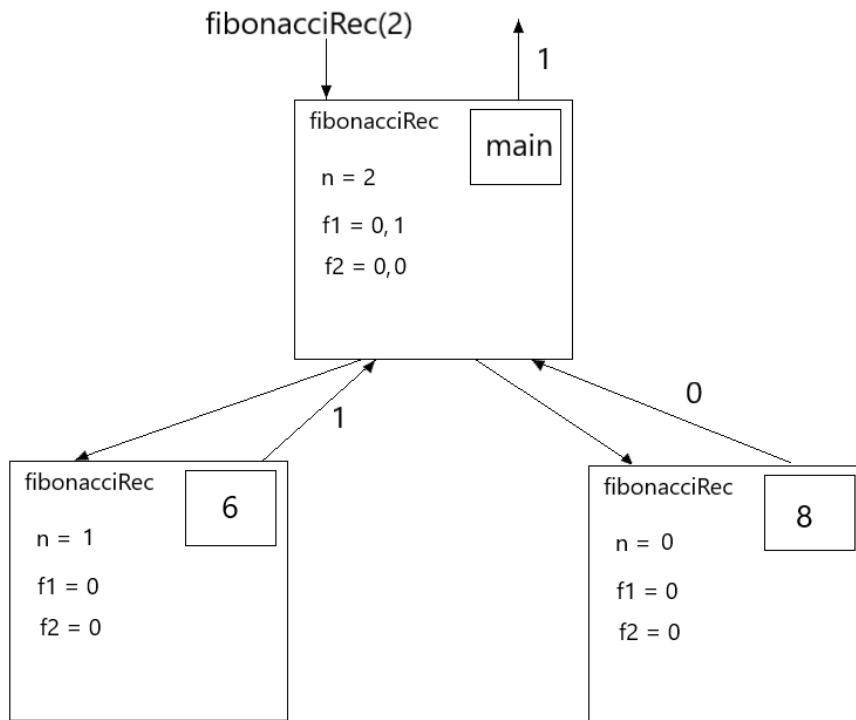 fibonacciRec(2)
1
fibonacciRec
main
n = 2
f1 = 0,1
f2 = 0,0
1
0
fibonacciRec
6
n = 1
f1 = 0
f2 = 0
fibonacciRec
8
n = 0
f1 = 0
f2 = 0